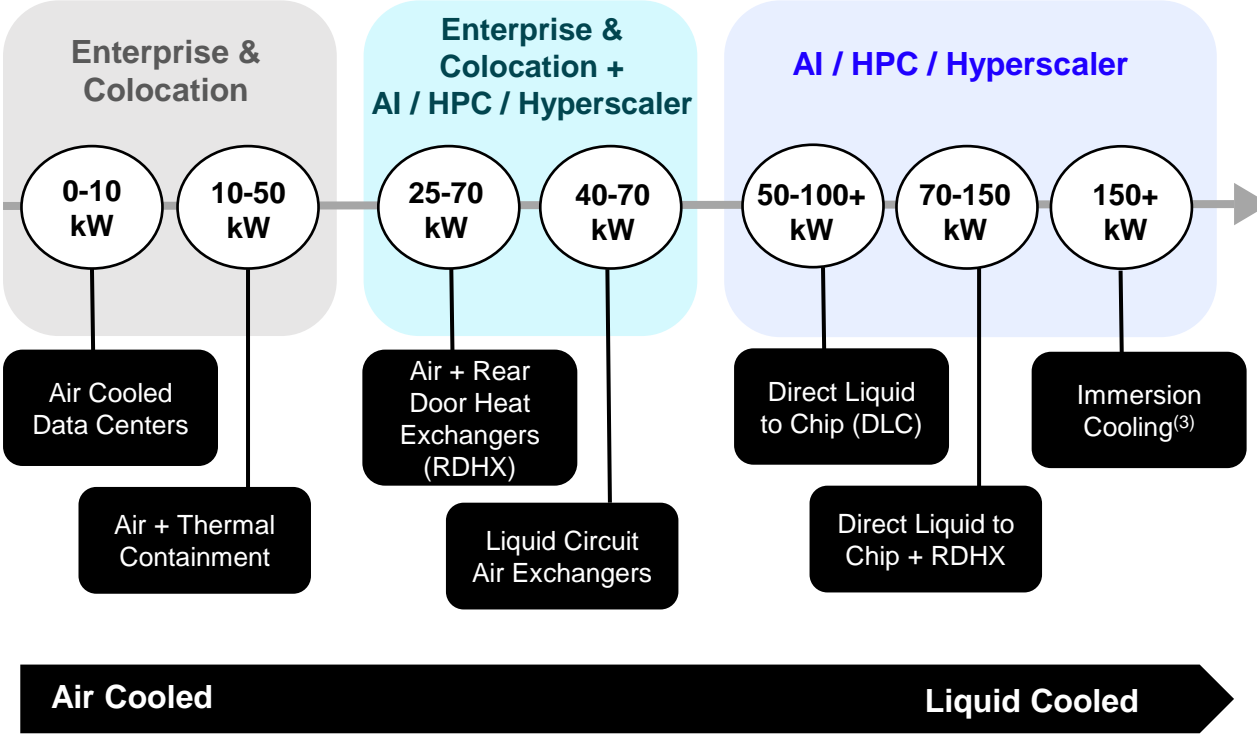 Enterprise &
Colocation
Enterprise &
Colocation +
AI / HPC / Hyperscaler
AI / HPC / Hyperscaler
0-10
kW
10-50
kW
25-70
kW
40-70
kW
50-100+
kW
70-150
kW
150+
kW
Air Cooled
Data Centers
Air + Thermal
Containment
Air + Rear
Door Heat
Exchangers
(RDHX)
Liquid Circuit
Air Exchangers
Direct Liquid
to Chip (DLC)
Direct Liquid to
Chip + RDHX
Immersion
Cooling(3)
Air Cooled
Liquid Cooled